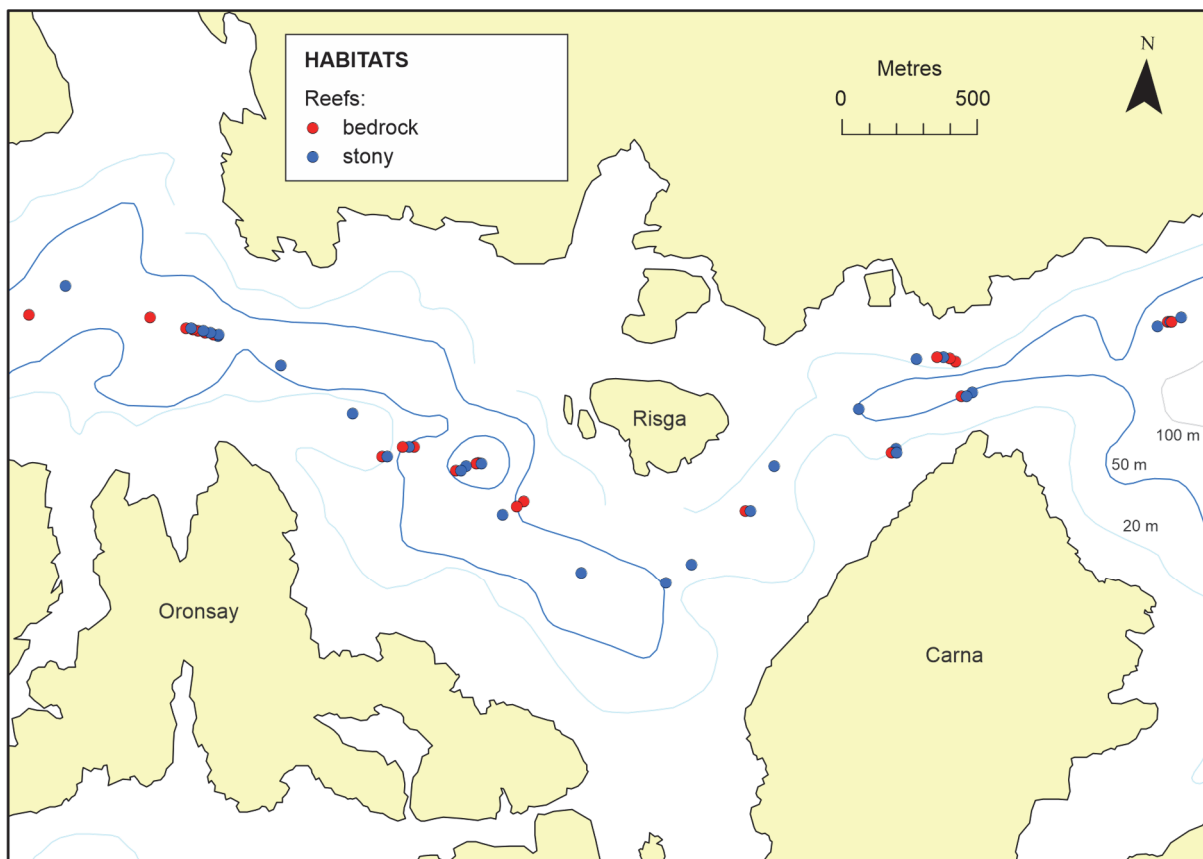 HABITATS
Reefs:
bedrock
stony
Metres
0 500
N
Risga
100 m
50 m
20 m
Oronsay
Carna